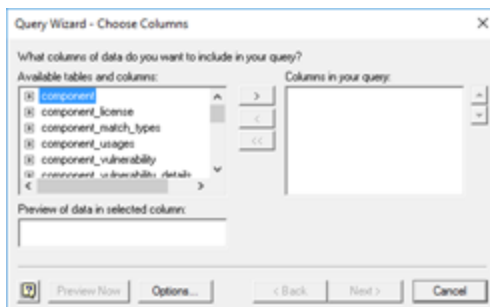 Query Wizard - Choose Columns
What columns of data do you want to include in your query?
Available tables and columns:
Columns in your query:
component
component_license
component_match_types
component_usages
component_vulnerability
component_vulnerability_details
>
<
<<
Preview of data in selected column:
Preview Now
Options...
< Back
Next >
Cancel